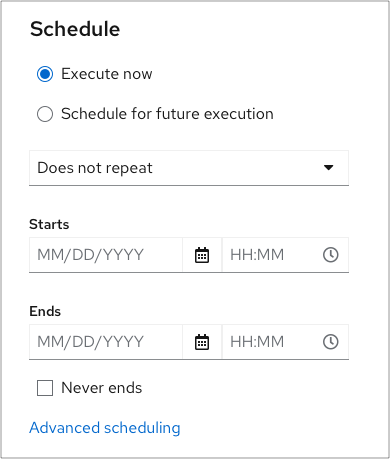 Schedule
Execute now
Schedule for future execution
Does not repeat
Starts
MM/DD/YYYY HH:MM
Ends
MM/DD/YYYY HH:MM
Never ends
Advanced scheduling